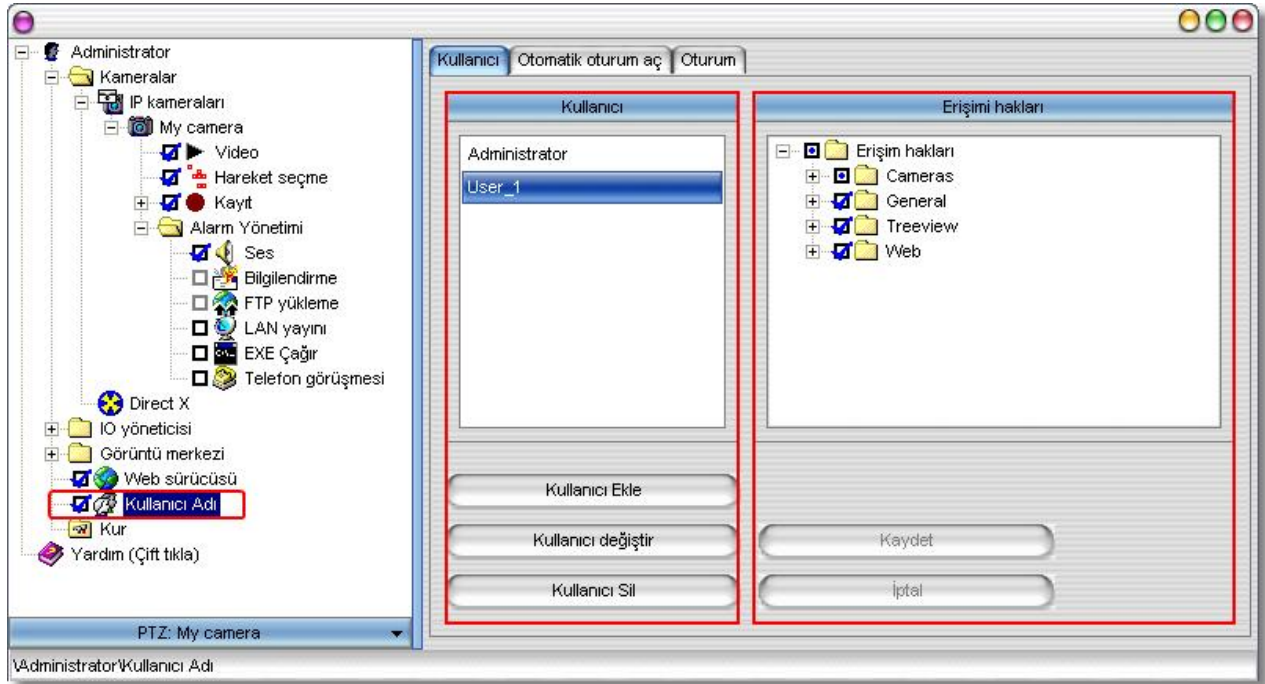 Administrator
Kameralar
IP kameraları
My camera
Video
Hareket seçme
Kayıt
Alarm Yönetimi
Ses
Bilgilendirme
FTP yükleme
LAN yayını
EXE Çağır
Telefon görüşmesi
Direct X
IO yöneticisi
Görüntü merkezi
Web sürücüsü
Kullanıcı Adı
Kur
Yardım (Çift tıkla)
PTZ: My camera
Kullanıcı
Otomatik oturum aç
Oturum
Kullanıcı
Administrator
User_1
Kullanıcı Ekle
Kullanıcı değiştir
Kullanıcı Sil
Erişimi hakları
Erişim hakları
Cameras
General
Treeview
Web
Kaydet
İptal
\Administrator\Kullanıcı Adı